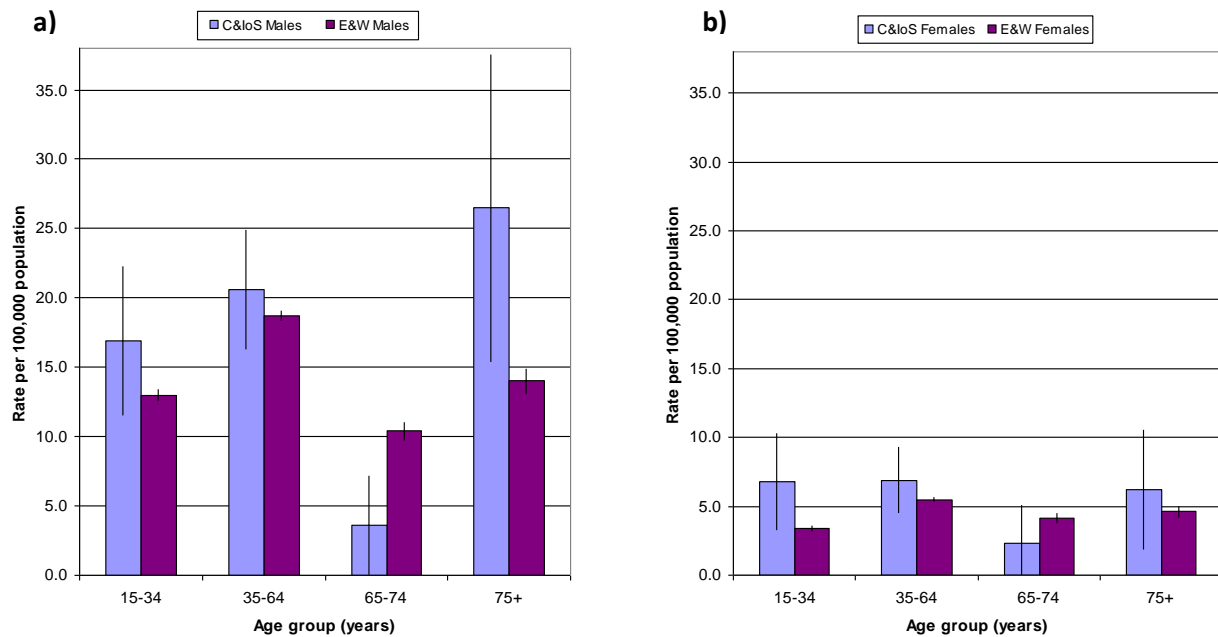 a)
C&IoS Males E&W Males
Rate per 100,000 population
35.0
30.0
25.0
20.0
15.0
10.0
5.0
0.0
15-34 35-64 65-74 75+
Age group (years)
b)
C&IoS Females E&W Females
Rate per 100,000 population
35.0
30.0
25.0
20.0
15.0
10.0
5.0
0.0
15-34 35-64 65-74 75+
Age group (years)